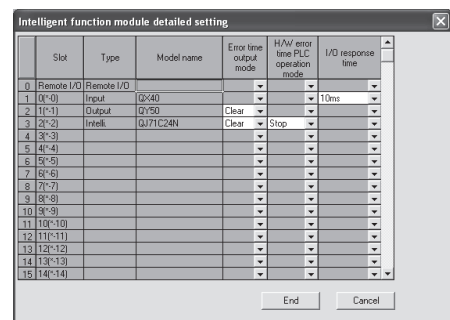 Intelligent function module detailed setting
Slot Type Model name Error time output mode H/W error time PLC operation mode I/O response time
0 Remote I/O Remote I/O
1 0(*-0) Input QX40 10ms
2 1(*-1) Output QY50 Clear
3 2(*-2) Intelli. QJ71C24N Clear Stop
4 3(*-3)
5 4(*-4)
6 5(*-5)
7 6(*-6)
8 7(*-7)
9 8(*-8)
10 9(*-9)
11 10(*-10)
12 11(*-11)
13 12(*-12)
14 13(*-13)
15 14(*-14)
End Cancel